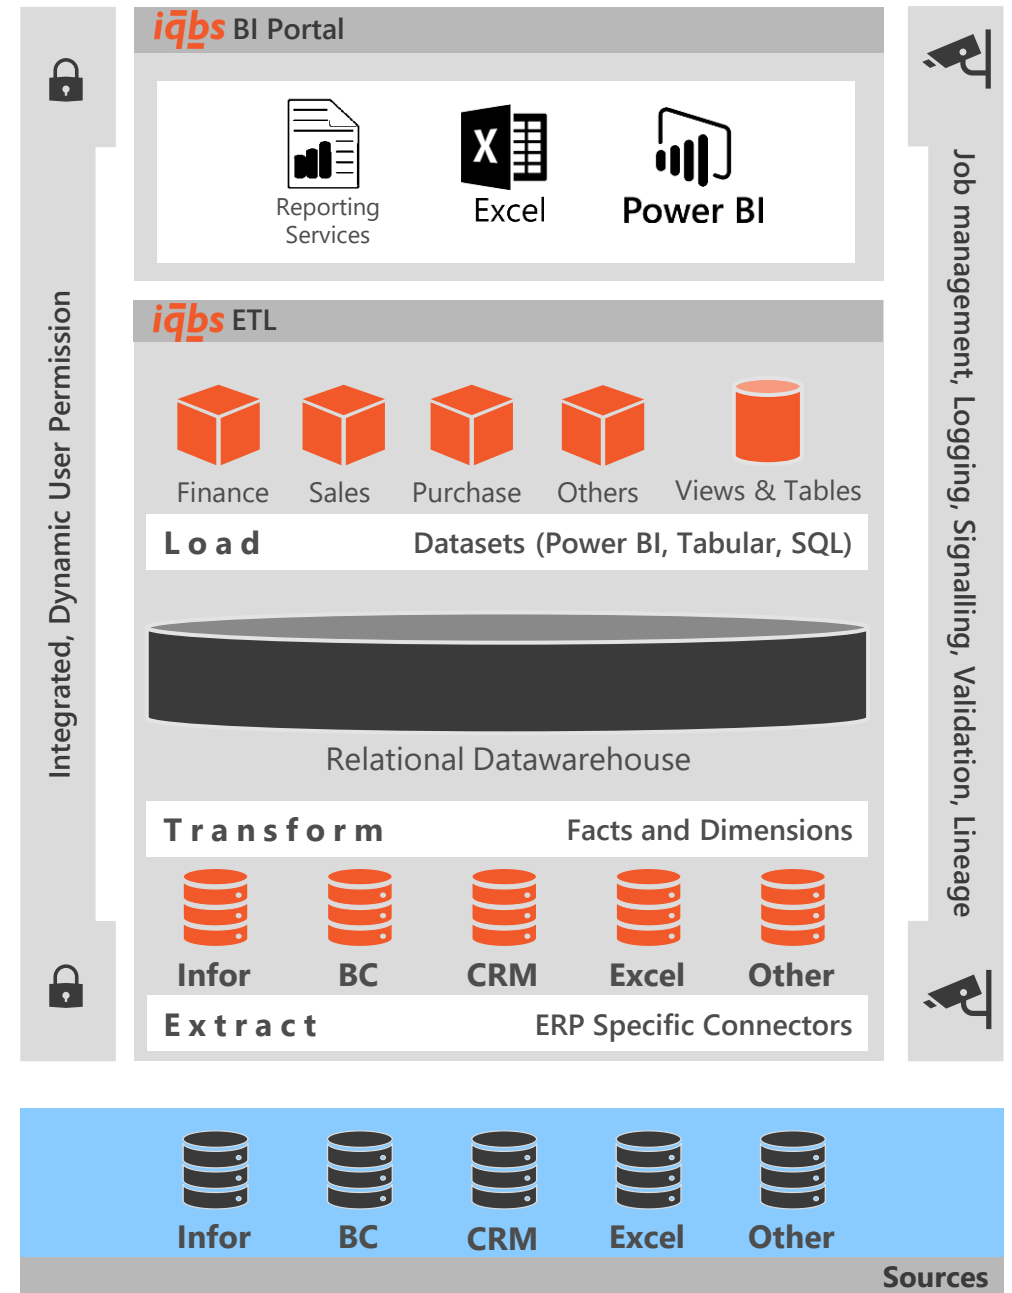 iqbs BI Portal
Reporting
Services
X
Excel
Power BI
Integrated, Dynamic User Permission
Job management, Logging, Signalling, Validation, Lineage
iqbs ETL
Finance
Sales
Purchase
Others
Views & Tables
Load
Datasets (Power BI, Tabular, SQL)
Relational Datawarehouse
Transform
Facts and Dimensions
Infor
BC
CRM
Excel
Other
Extract
ERP Specific Connectors
Infor
BC
CRM
Excel
Other
Sources